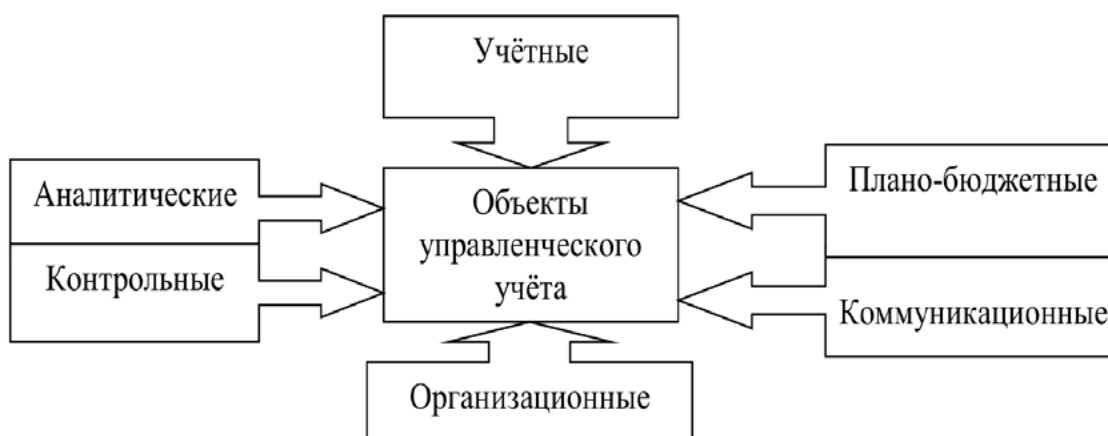 Учётные
Аналитические
Контрольные
Объекты
управленческого
учёта
Плано-бюджетные
Коммуникационные
Организационные